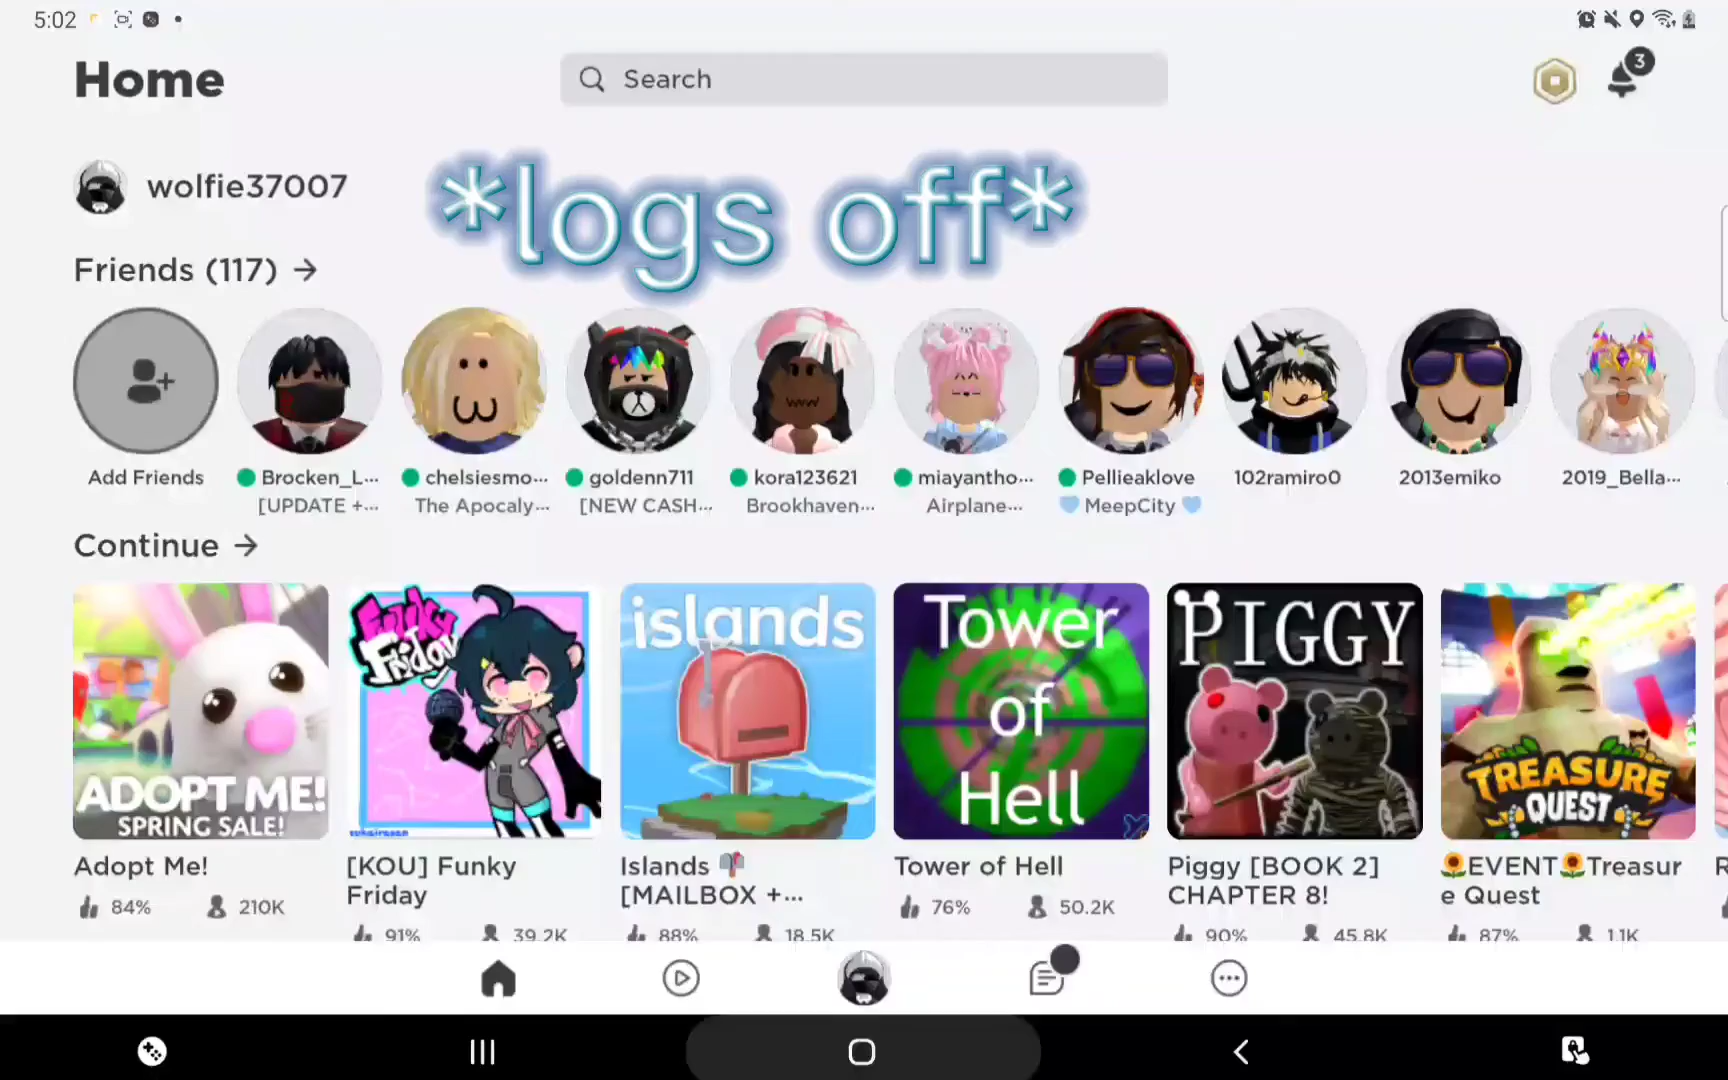 5:02
Home
Search
3
wolfie37007
*logs off*
Friends (117) →
Add Friends
Brocken_L...
chelsiesmo...
goldenn711
kora123621
miayantho...
Pellieaklove
102ramiro0
2013emiko
2019_Bella...
[UPDATE +...
The Apocaly...
[NEW CASH...
Brookhaven...
Airplane...
🩵 MeepCity 🩵
Continue →
ADOPT ME!
SPRING SALE!
Funky
Friday
islands
Tower
of
Hell
PIGGY
TREASURE
QUEST
Adopt Me!
84% 210K
[KOU] Funky
Friday
91% 39.2K
Islands 📬
[MAILBOX +...
88% 18.5K
Tower of Hell
76% 50.2K
Piggy [BOOK 2]
CHAPTER 8!
90% 45.8K
🌻EVENT🌻Treasur
e Quest
87% 1.1K